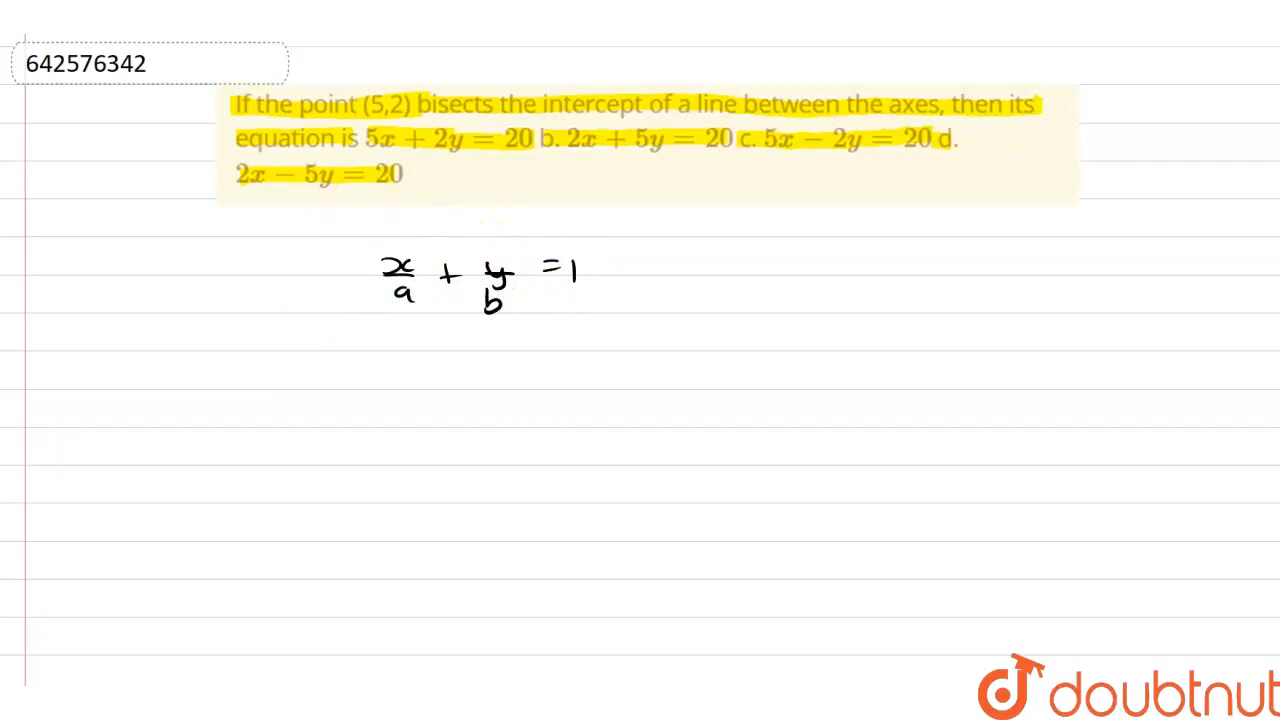 642576342
If the point (5,2) bisects the intercept of a line between the axes, then its
equation is 5x + 2y = 20 b. 2x + 5y = 20 c. 5x − 2y = 20 d.
2x − 5y = 20
x/a + y/b = 1
doubtnut